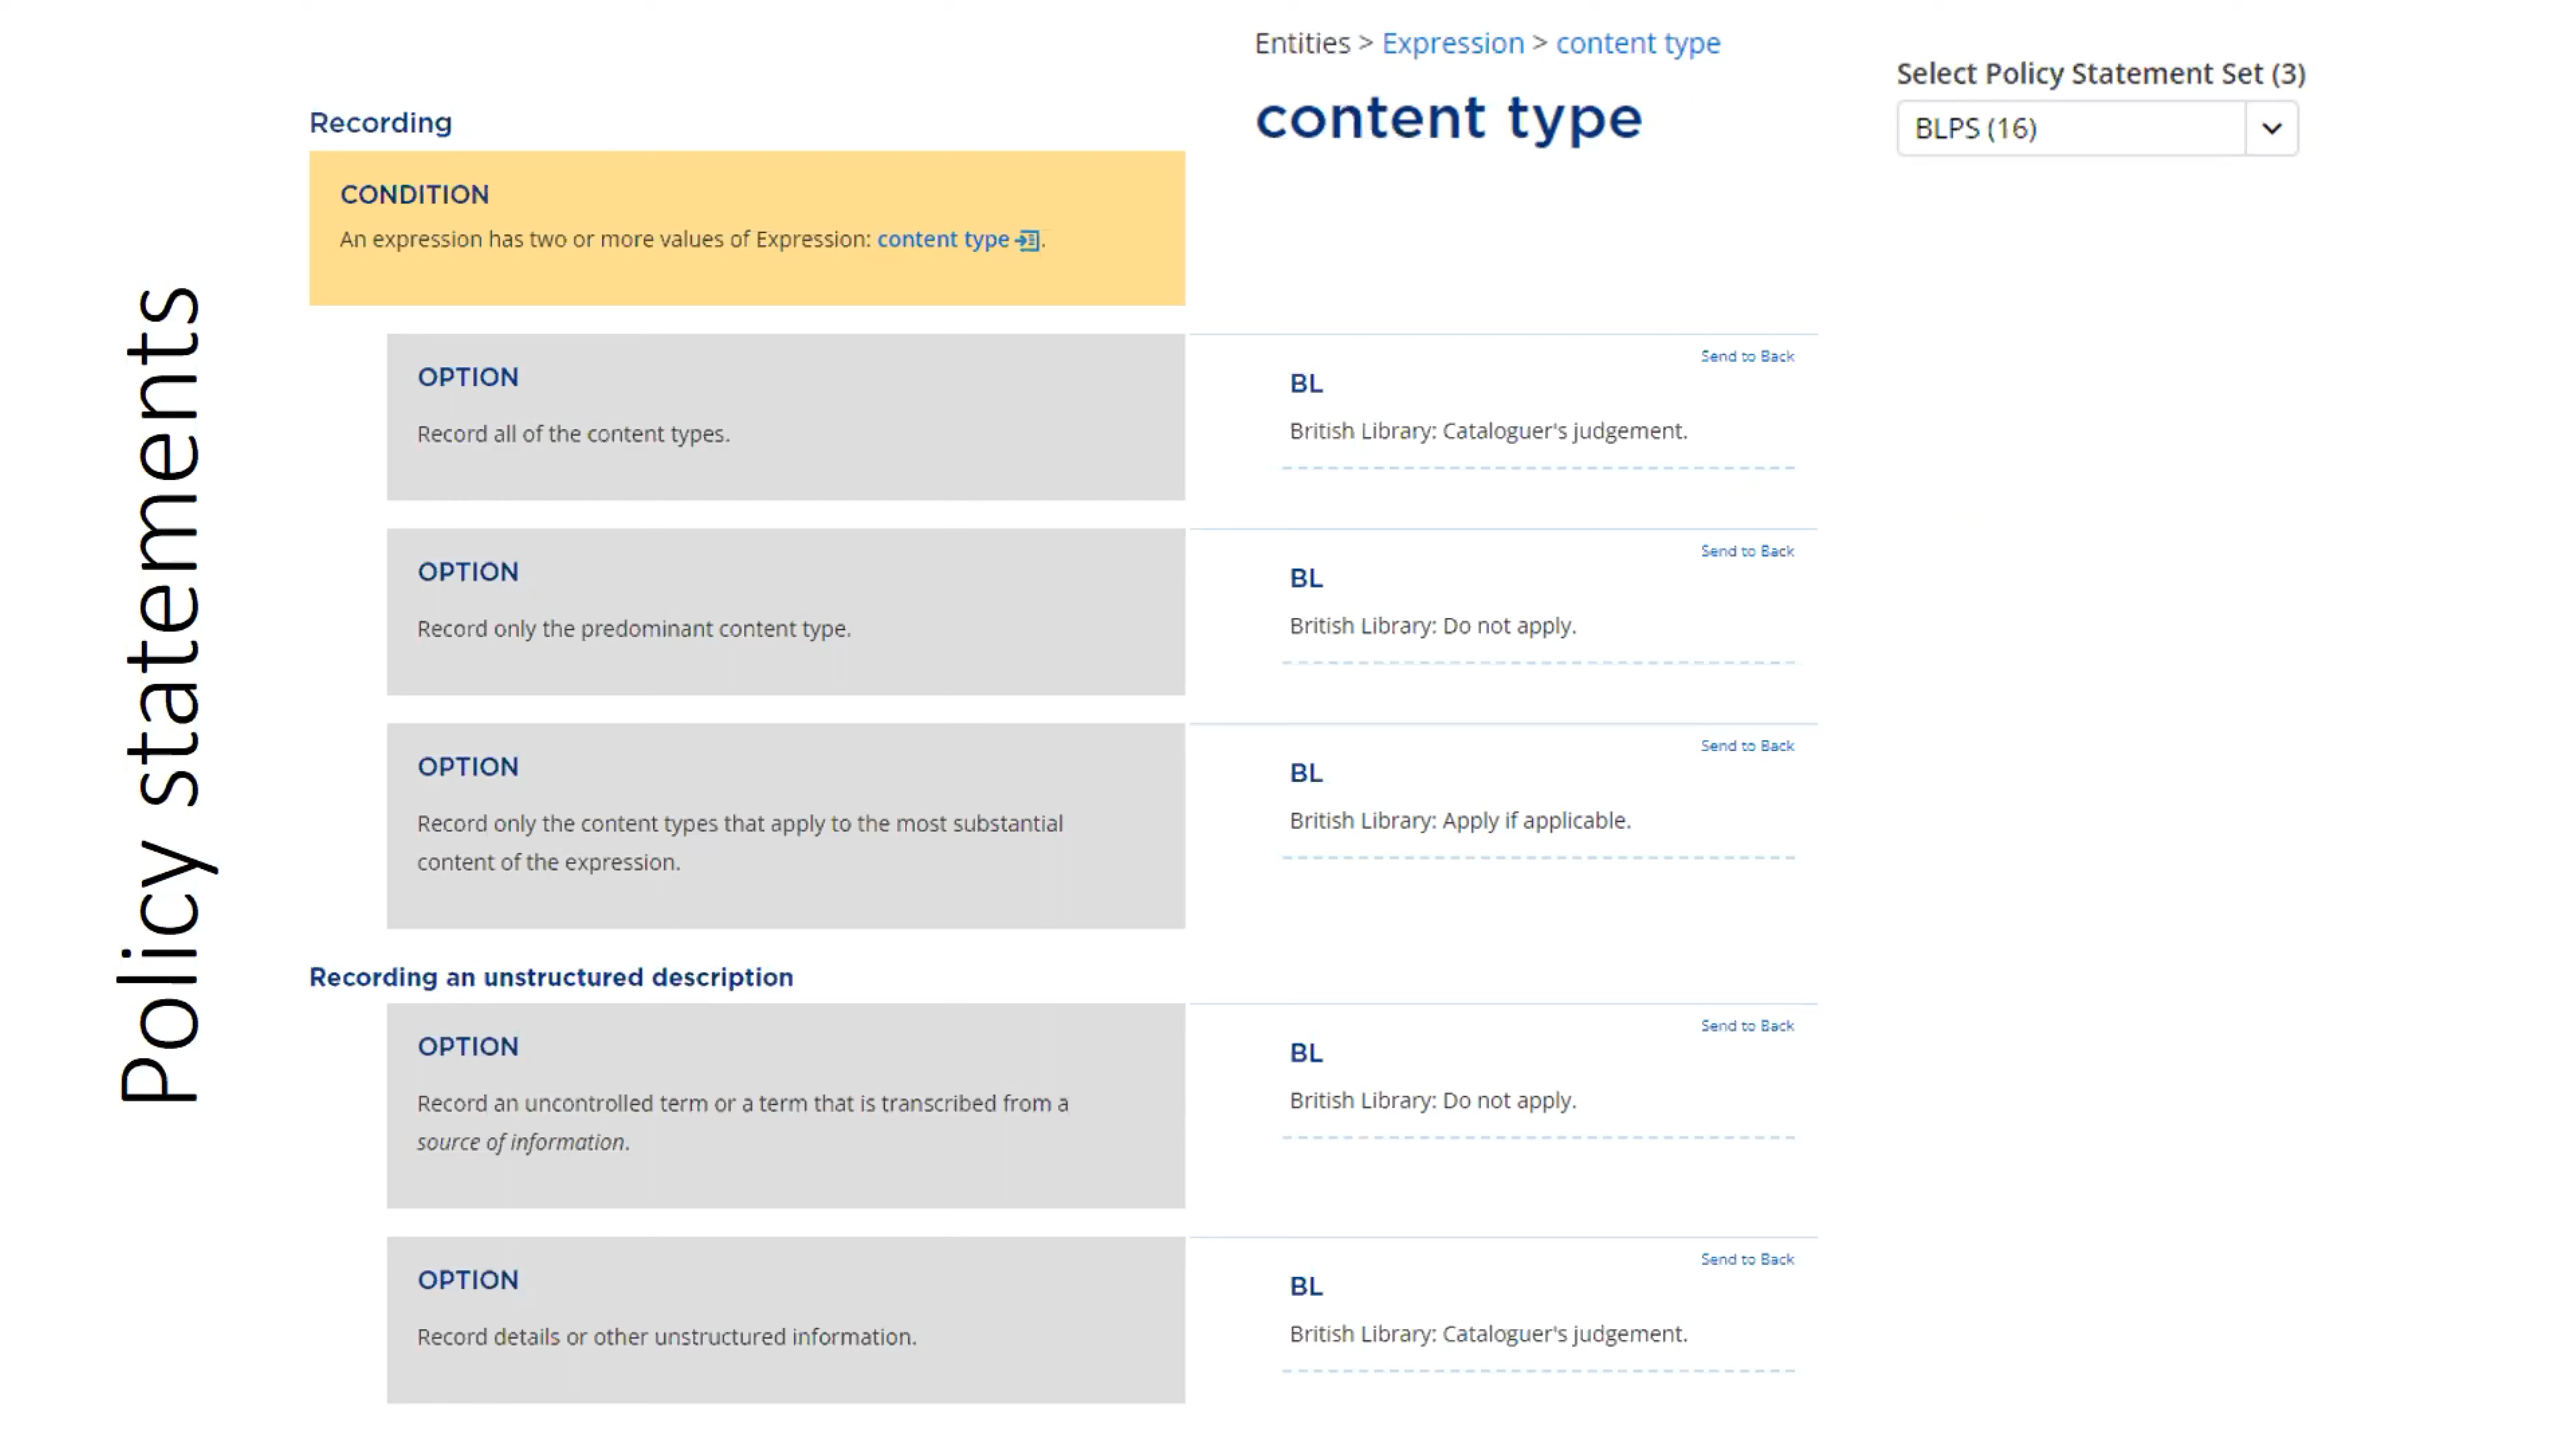 Policy statements
Entities > Expression > content type
content type
Select Policy Statement Set (3)
BLPS (16)
Recording
CONDITION
An expression has two or more values of Expression: content type.
OPTION
Record all of the content types.
Send to Back
BL
British Library: Cataloguer's judgement.
OPTION
Record only the predominant content type.
Send to Back
BL
British Library: Do not apply.
OPTION
Record only the content types that apply to the most substantial
content of the expression.
Send to Back
BL
British Library: Apply if applicable.
Recording an unstructured description
OPTION
Record an uncontrolled term or a term that is transcribed from a
source of information.
Send to Back
BL
British Library: Do not apply.
OPTION
Record details or other unstructured information.
Send to Back
BL
British Library: Cataloguer's judgement.